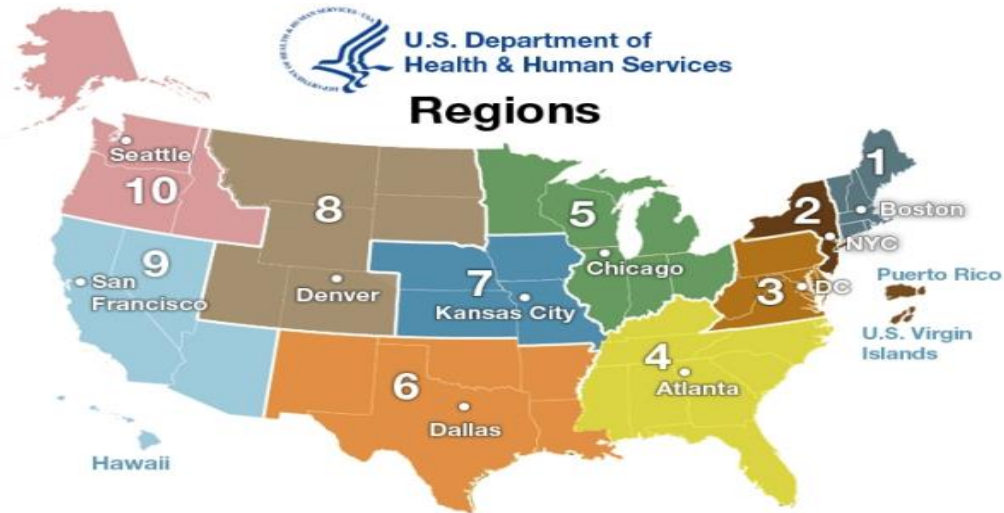 U.S. Department of
Health & Human Services
Regions
Seattle
10
8
5
1
2
Boston
NYC
9
San
Francisco
Denver
7
Kansas City
Chicago
3
DC
Puerto Rico
U.S. Virgin
Islands
4
Atlanta
6
Dallas
Hawaii